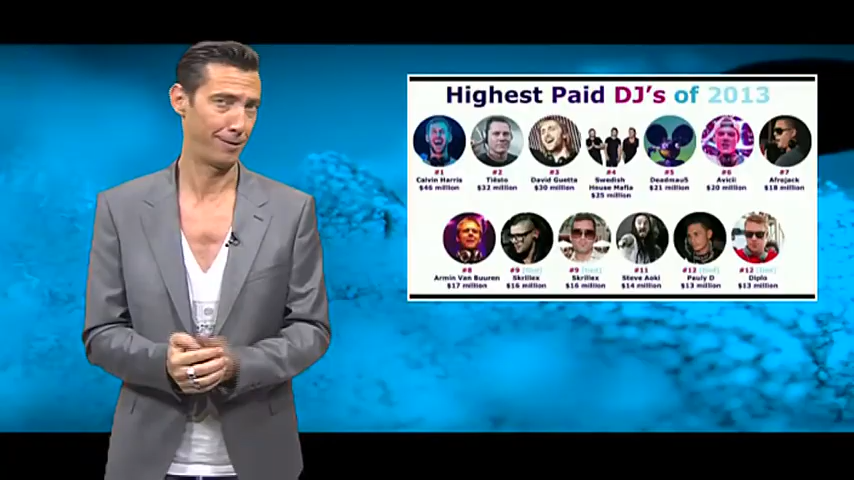 Highest Paid DJ's of 2013
#1 #2 #3 #4 #5 #6 #7
Calvin Harris Tiësto David Guetta Swedish Deadmau5 Avicii Afrojack
$46 million $32 million $30 million House Mafia $21 million $20 million $18 million
$25 million
#8 #9 (tied) #9 (tied) #11 #12 (tied) #12 (tied)
Armin Van Buuren Skrillex Skrillex Steve Aoki Pauly D Diplo
$17 million $16 million $16 million $14 million $13 million $13 million